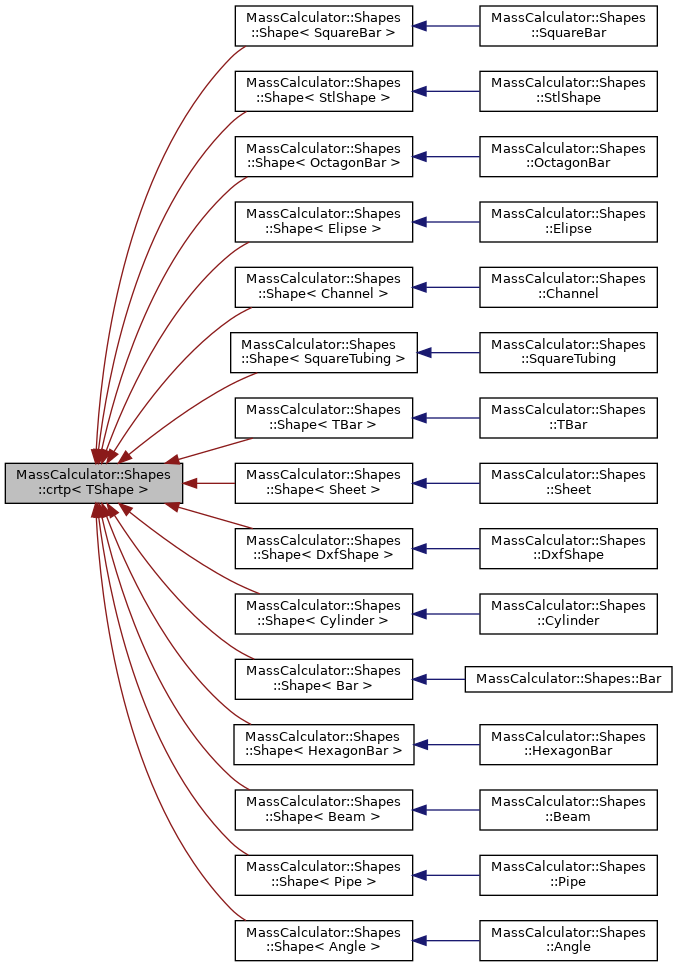 MassCalculator::Shapes
::Shape< SquareBar >
MassCalculator::Shapes
::SquareBar
MassCalculator::Shapes
::Shape< StlShape >
MassCalculator::Shapes
::StlShape
MassCalculator::Shapes
::Shape< OctagonBar >
MassCalculator::Shapes
::OctagonBar
MassCalculator::Shapes
::Shape< Elipse >
MassCalculator::Shapes
::Elipse
MassCalculator::Shapes
::Shape< Channel >
MassCalculator::Shapes
::Channel
MassCalculator::Shapes
::Shape< SquareTubing >
MassCalculator::Shapes
::SquareTubing
MassCalculator::Shapes
::Shape< TBar >
MassCalculator::Shapes
::TBar
MassCalculator::Shapes
::crtp< TShape >
MassCalculator::Shapes
::Shape< Sheet >
MassCalculator::Shapes
::Sheet
MassCalculator::Shapes
::Shape< DxfShape >
MassCalculator::Shapes
::DxfShape
MassCalculator::Shapes
::Shape< Cylinder >
MassCalculator::Shapes
::Cylinder
MassCalculator::Shapes
::Shape< Bar >
MassCalculator::Shapes::Bar
MassCalculator::Shapes
::Shape< HexagonBar >
MassCalculator::Shapes
::HexagonBar
MassCalculator::Shapes
::Shape< Beam >
MassCalculator::Shapes
::Beam
MassCalculator::Shapes
::Shape< Pipe >
MassCalculator::Shapes
::Pipe
MassCalculator::Shapes
::Shape< Angle >
MassCalculator::Shapes
::Angle